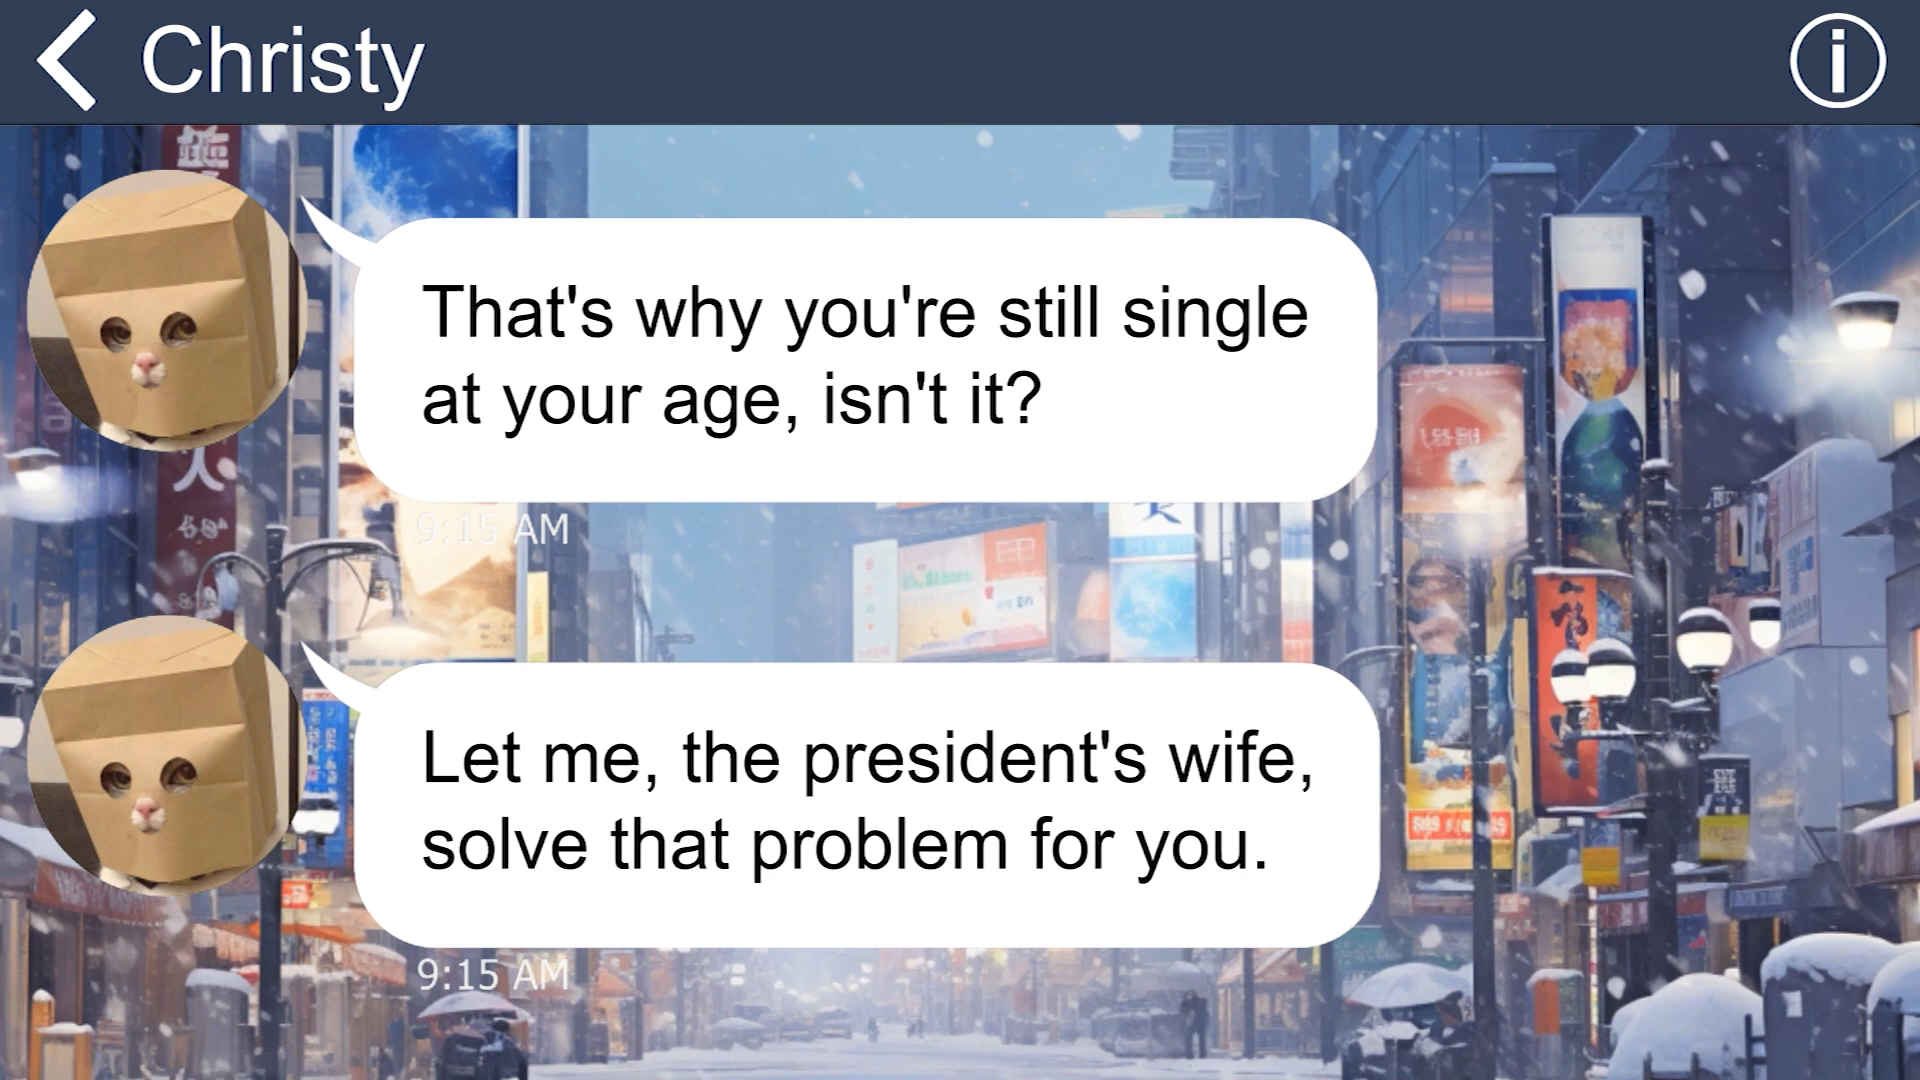 Christy
That's why you're still single
at your age, isn't it?
9:15 AM
Let me, the president's wife,
solve that problem for you.
9:15 AM